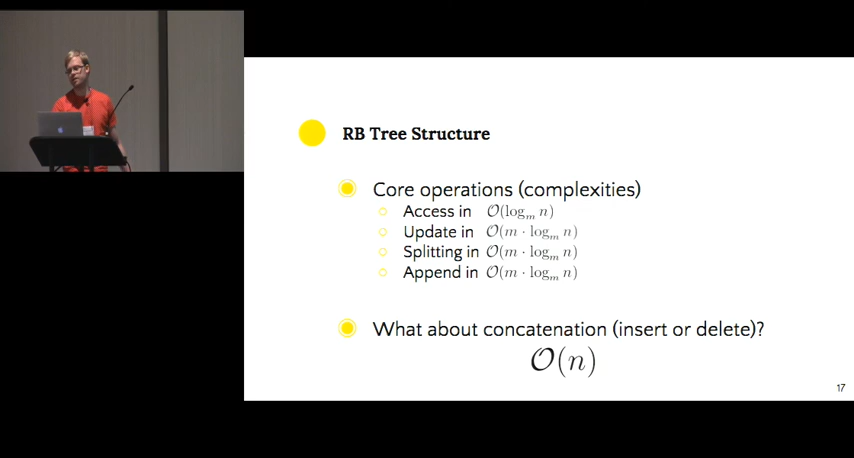 RB Tree Structure
Core operations (complexities)
Access in O(log_m n)
Update in O(m · log_m n)
Splitting in O(m · log_m n)
Append in O(m · log_m n)
What about concatenation (insert or delete)?
O(n)
17